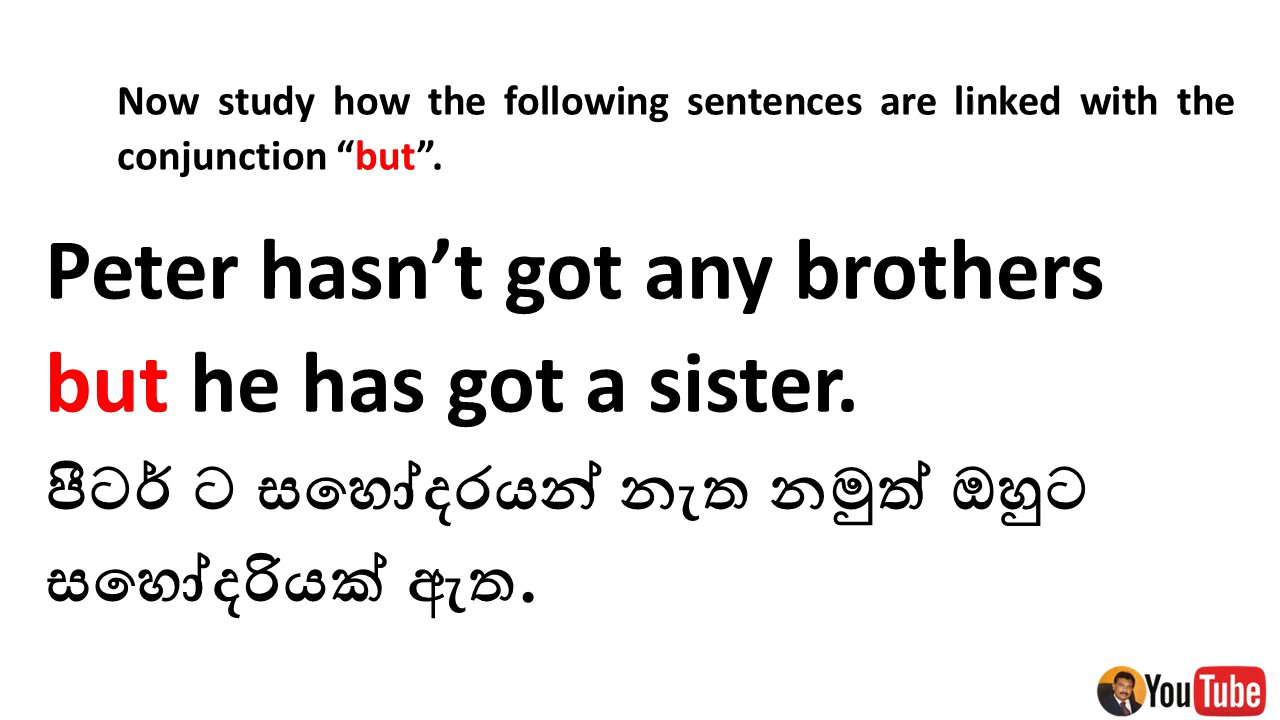 Now study how the following sentences are linked with the
conjunction “but”.
Peter hasn’t got any brothers
but he has got a sister.
පීටර් ට සහෝදරයන් නැත නමුත් ඔහුට
සහෝදරියක් ඇත.
YouTube